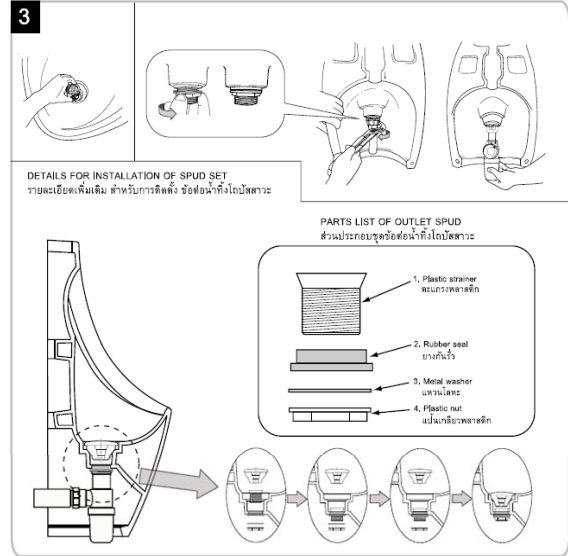 3
DETAILS FOR INSTALLATION OF SPUD SET
รายละเอียดเพิ่มเติม สำหรับการติดตั้ง ข้อต่อน้ำทิ้งโถปัสสาวะ
PARTS LIST OF OUTLET SPUD
ส่วนประกอบชุดข้อต่อน้ำทิ้งโถปัสสาวะ
1, Plastic strainer
ตะแกรงพลาสติก
2. Rubber seal
ยางกันรั่ว
3, Metal washer
แหวนโลหะ
4, Plastic nut
แป้นเกลียวพลาสติก